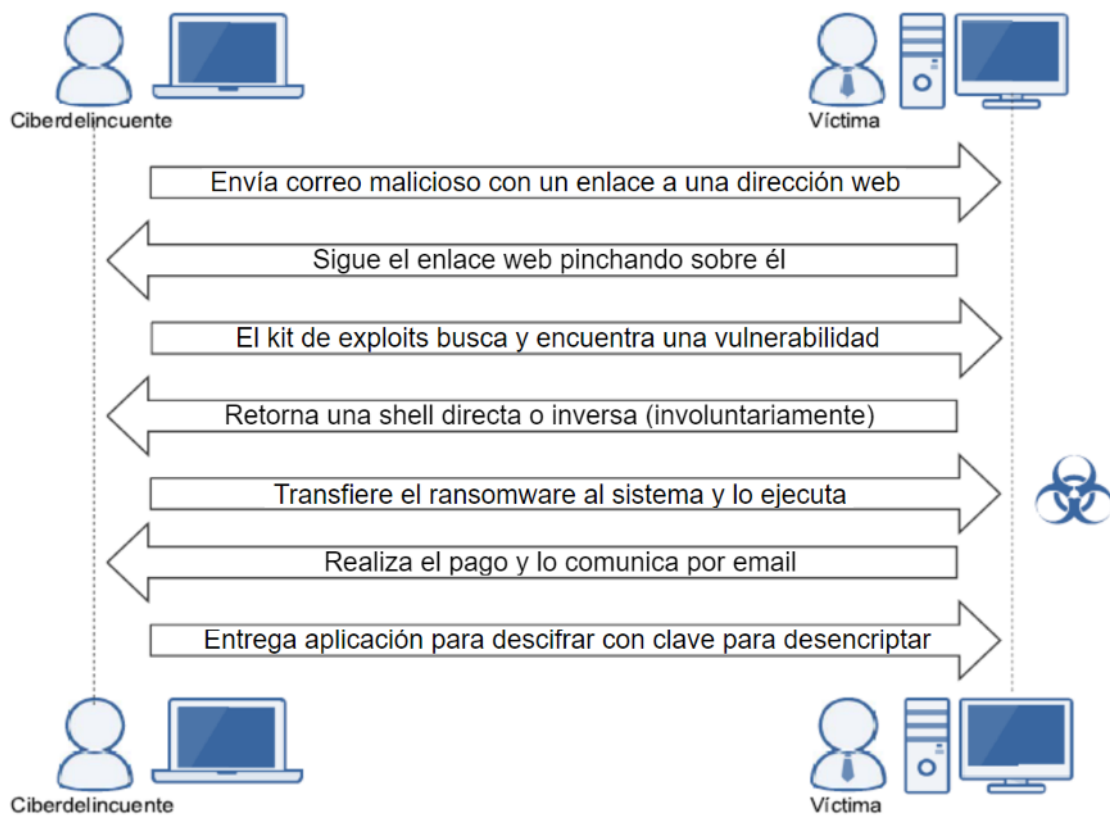 Ciberdelincuente
Víctima
Envía correo malicioso con un enlace a una dirección web
Sigue el enlace web pinchando sobre él
El kit de exploits busca y encuentra una vulnerabilidad
Retorna una shell directa o inversa (involuntariamente)
Transfiere el ransomware al sistema y lo ejecuta
Realiza el pago y lo comunica por email
Entrega aplicación para descifrar con clave para desencriptar
Ciberdelincuente
Víctima